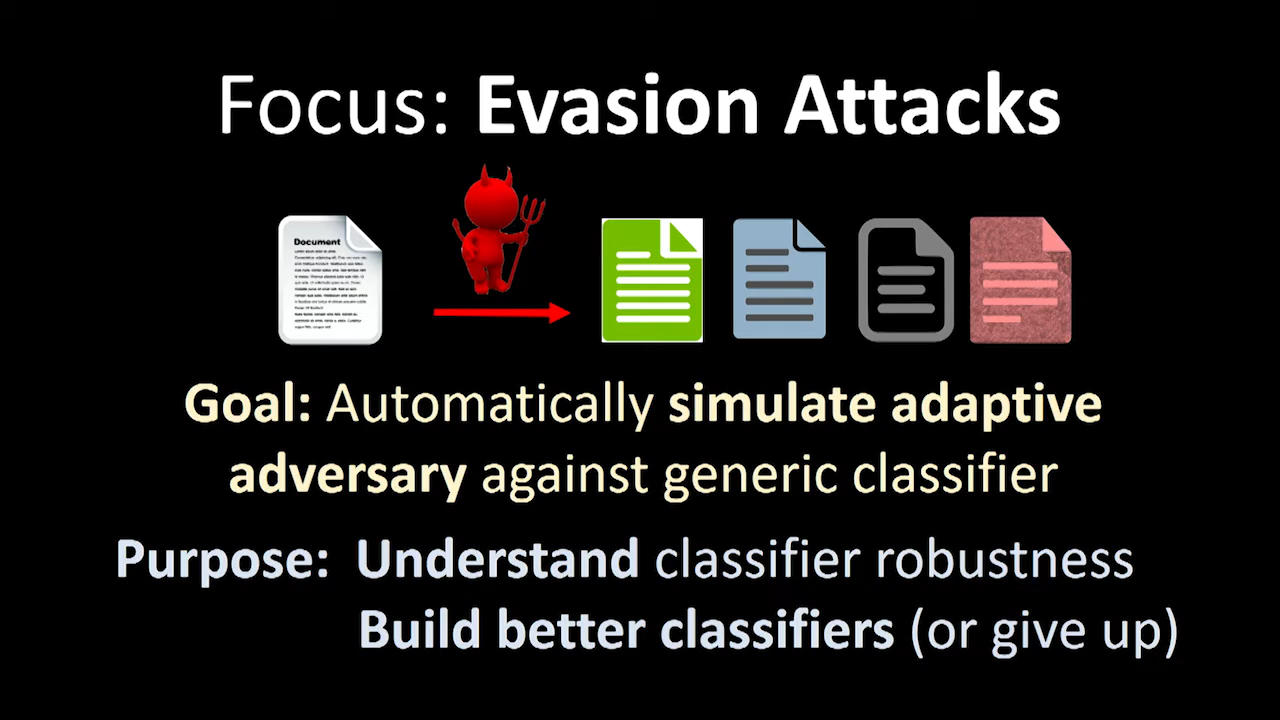 Focus: Evasion Attacks
Document
Goal: Automatically simulate adaptive
adversary against generic classifier
Purpose: Understand classifier robustness
Build better classifiers (or give up)